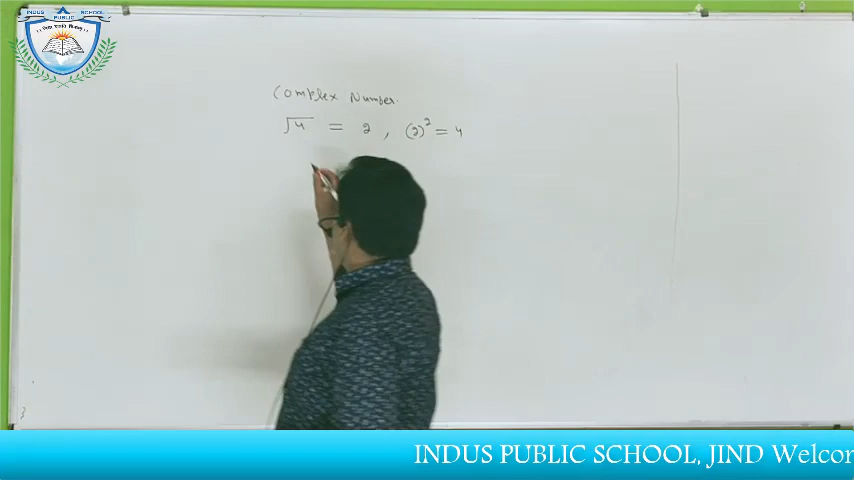 INDUS PUBLIC SCHOOL
Complex Number.
√4 = 2 , (2)² = 4
INDUS PUBLIC SCHOOL, JIND Welcor